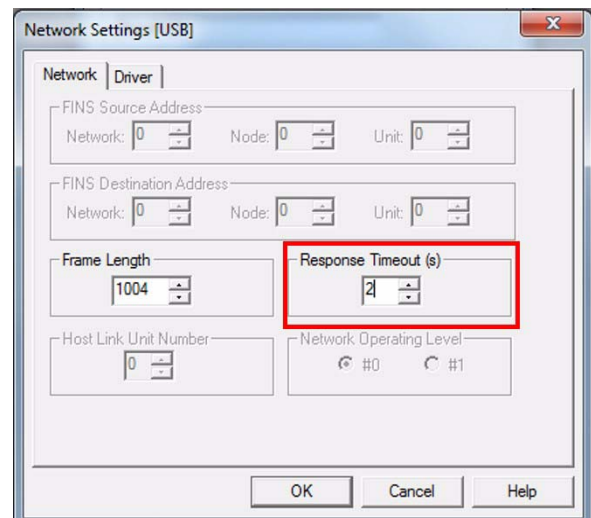 Network Settings [USB]
Network Driver
FINS Source Address
Network: 0 Node: 0 Unit: 0
FINS Destination Address
Network: 0 Node: 0 Unit: 0
Frame Length Response Timeout (s)
1004 2
Host Link Unit Number Network Operating Level
0 #0 #1
OK Cancel Help